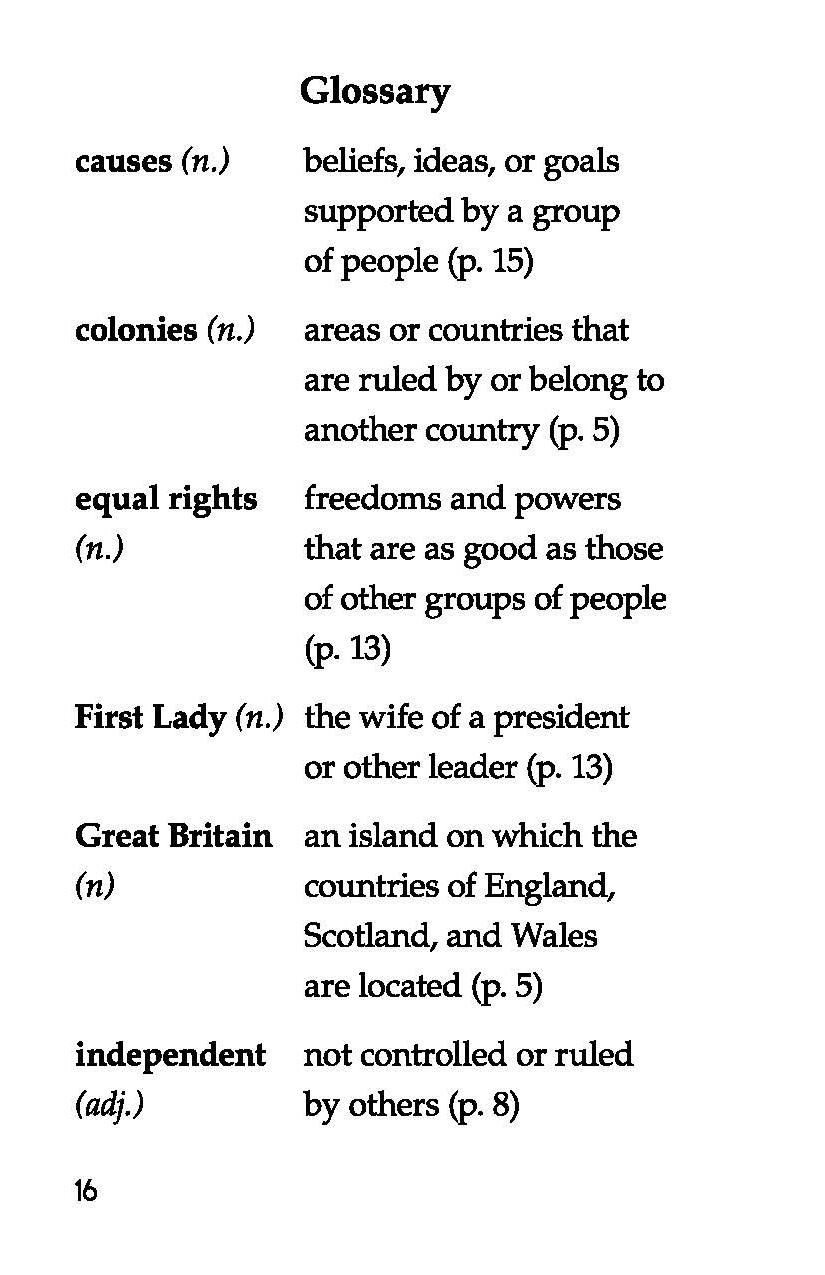 Glossary
causes (n.) beliefs, ideas, or goals
supported by a group
of people (p. 15)
colonies (n.) areas or countries that
are ruled by or belong to
another country (p. 5)
equal rights freedoms and powers
(n.) that are as good as those
of other groups of people
(p. 13)
First Lady (n.) the wife of a president
or other leader (p. 13)
Great Britain an island on which the
(n) countries of England,
Scotland, and Wales
are located (p. 5)
independent not controlled or ruled
(adj.) by others (p. 8)
16